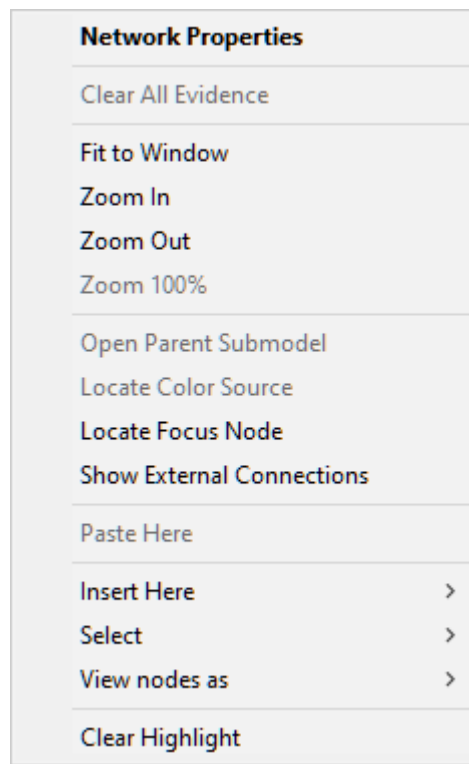 Network Properties
Clear All Evidence
Fit to Window
Zoom In
Zoom Out
Zoom 100%
Open Parent Submodel
Locate Color Source
Locate Focus Node
Show External Connections
Paste Here
Insert Here
Select
View nodes as
Clear Highlight